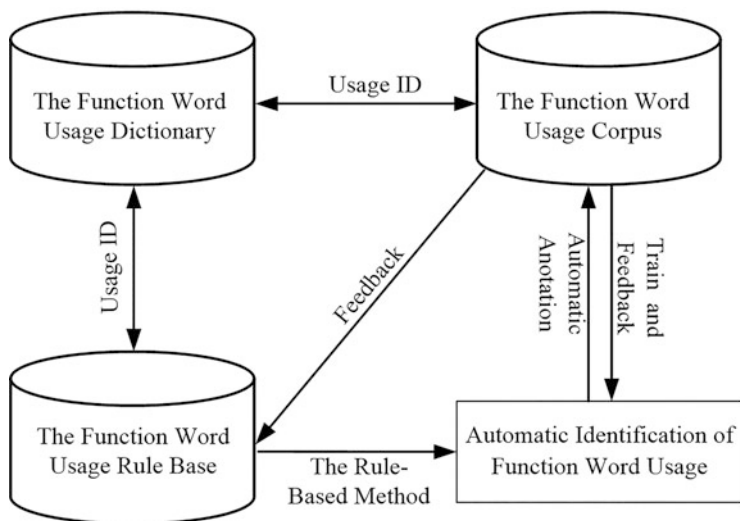 The Function Word
Usage Dictionary
Usage ID
The Function Word
Usage Corpus
Usage ID
Feedback
Automatic
Anotation
Train and
Feedback
The Function Word
Usage Rule Base
The Rule-
Based Method
Automatic Identification of
Function Word Usage